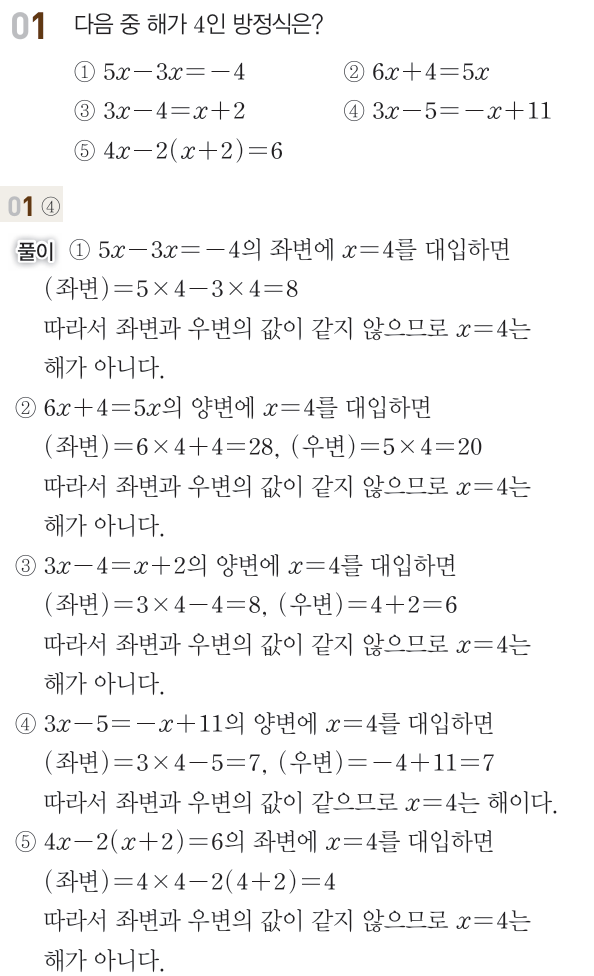 01 다음 중 해가 4인 방정식은?
① 5x-3x=-4 ② 6x+4=5x
③ 3x-4=x+2 ④ 3x-5=-x+11
⑤ 4x-2(x+2)=6
01 ④
풀이 ① 5x-3x=-4의 좌변에 x=4를 대입하면
(좌변)=5×4-3×4=8
따라서 좌변과 우변의 값이 같지 않으므로 x=4는
해가 아니다.
② 6x+4=5x의 양변에 x=4를 대입하면
(좌변)=6×4+4=28, (우변)=5×4=20
따라서 좌변과 우변의 값이 같지 않으므로 x=4는
해가 아니다.
③ 3x-4=x+2의 양변에 x=4를 대입하면
(좌변)=3×4-4=8, (우변)=4+2=6
따라서 좌변과 우변의 값이 같지 않으므로 x=4는
해가 아니다.
④ 3x-5=-x+11의 양변에 x=4를 대입하면
(좌변)=3×4-5=7, (우변)=-4+11=7
따라서 좌변과 우변의 값이 같으므로 x=4는 해이다.
⑤ 4x-2(x+2)=6의 좌변에 x=4를 대입하면
(좌변)=4×4-2(4+2)=4
따라서 좌변과 우변의 값이 같지 않으므로 x=4는
해가 아니다.